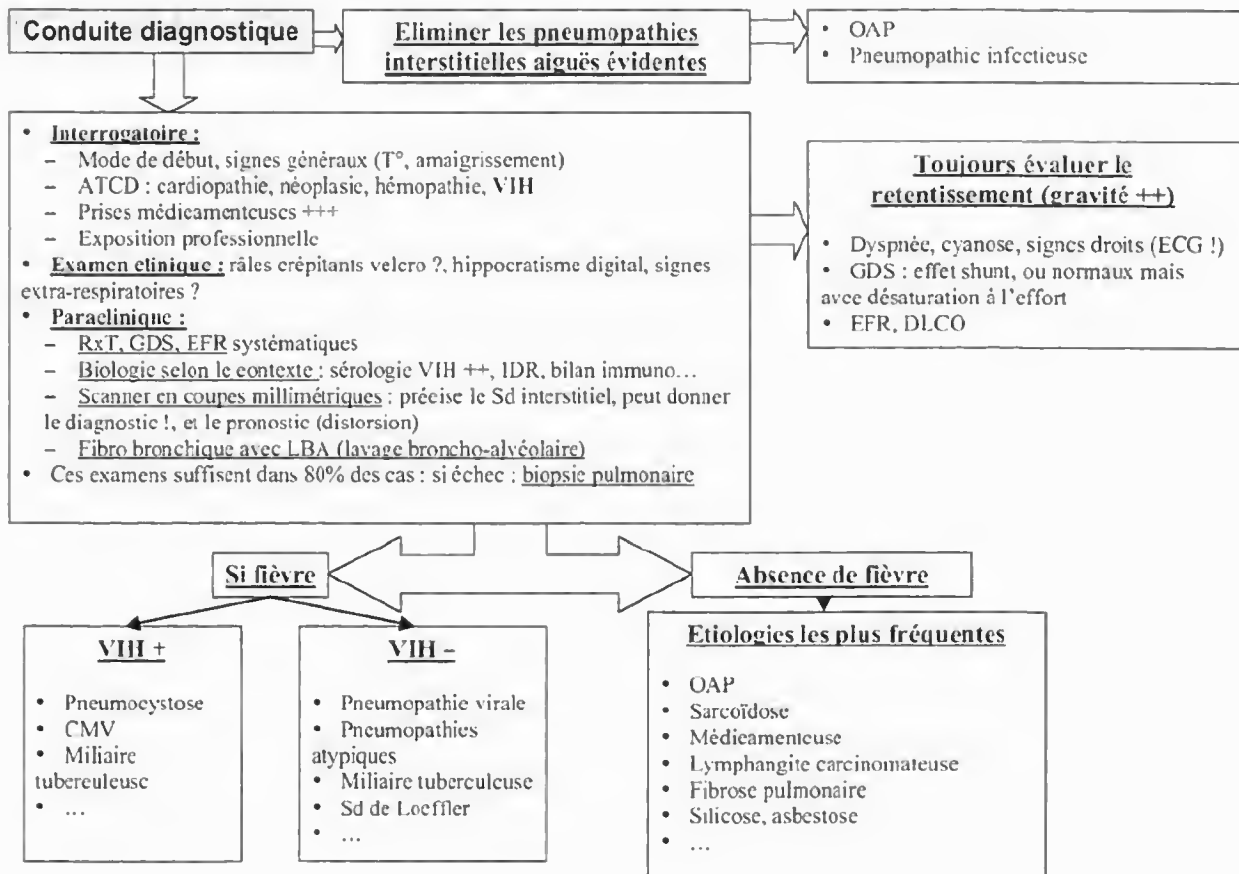 Conduite diagnostique
Eliminer les pneumopathies
interstitielles aiguës évidentes
• OAP
• Pneumopathie infectieuse
• Interrogatoire :
– Mode de début, signes généraux (T°, amaigrissement)
– ATCD : cardiopathie, néoplasie, hémopathie, VIH
– Prises médicamenteuses +++
– Exposition professionnelle
• Examen clinique : râles crépitants velcro ?, hippocratisme digital, signes
extra-respiratoires ?
• Paraclinique :
– RxT, GDS, EFR systématiques
– Biologie selon le contexte : sérologie VIH ++, IDR, bilan immuno…
– Scanner en coupes millimétriques : précise le Sd interstitiel, peut donner
le diagnostic !, et le pronostic (distorsion)
– Fibro bronchique avec LBA (lavage broncho-alvéolaire)
• Ces examens suffisent dans 80% des cas : si échec : biopsie pulmonaire
Toujours évaluer le
retentissement (gravité ++)
• Dyspnée, cyanose, signes droits (ECG !)
• GDS : effet shunt, ou normaux mais
avec désaturation à l'effort
• EFR, DLCO
Si fièvre
Absence de fièvre
VIH +
• Pneumocystose
• CMV
• Miliaire
tuberculeuse
• …
VIH –
• Pneumopathie virale
• Pneumopathies
atypiques
• Miliaire tuberculeuse
• Sd de Loeffler
• …
Etiologies les plus fréquentes
• OAP
• Sarcoïdose
• Médicamenteuse
• Lymphangite carcinomateuse
• Fibrose pulmonaire
• Silicose, asbestose
• …